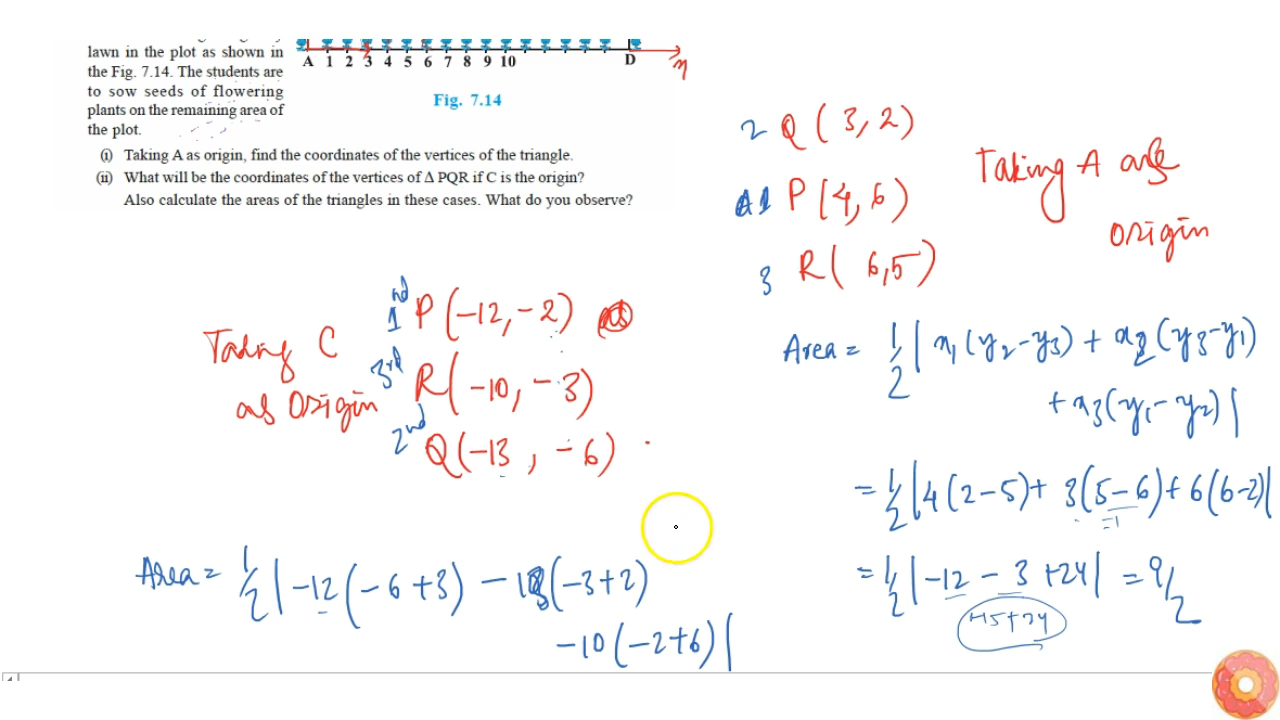 lawn in the plot as shown in
the Fig. 7.14. The students are
to sow seeds of flowering
plants on the remaining area of
the plot.
A 1 2 3 4 5 6 7 8 9 10 D
Fig. 7.14
(i) Taking A as origin, find the coordinates of the vertices of the triangle.
(ii) What will be the coordinates of the vertices of Δ PQR if C is the origin?
Also calculate the areas of the triangles in these cases. What do you observe?
2 Q(3,2)
1 P(4,6)
3 R(6,5)
Taking A as
origin
Area = 1/2 | x1(y2-y3) + x2(y3-y1)
+ x3(y1-y2) |
= 1/2 | 4(2-5) + 3(5-6) + 6(6-2) |
=-1
= 1/2 | -12 - 3 + 24 | = 9/2
-15+24
Taking C
as Origin
1nd P(-12, -2)
3rd R(-10, -3)
2nd Q(-13, -6)
Area = 1/2 | -12(-6+3) - 13(-3+2)
-10(-2+6) |